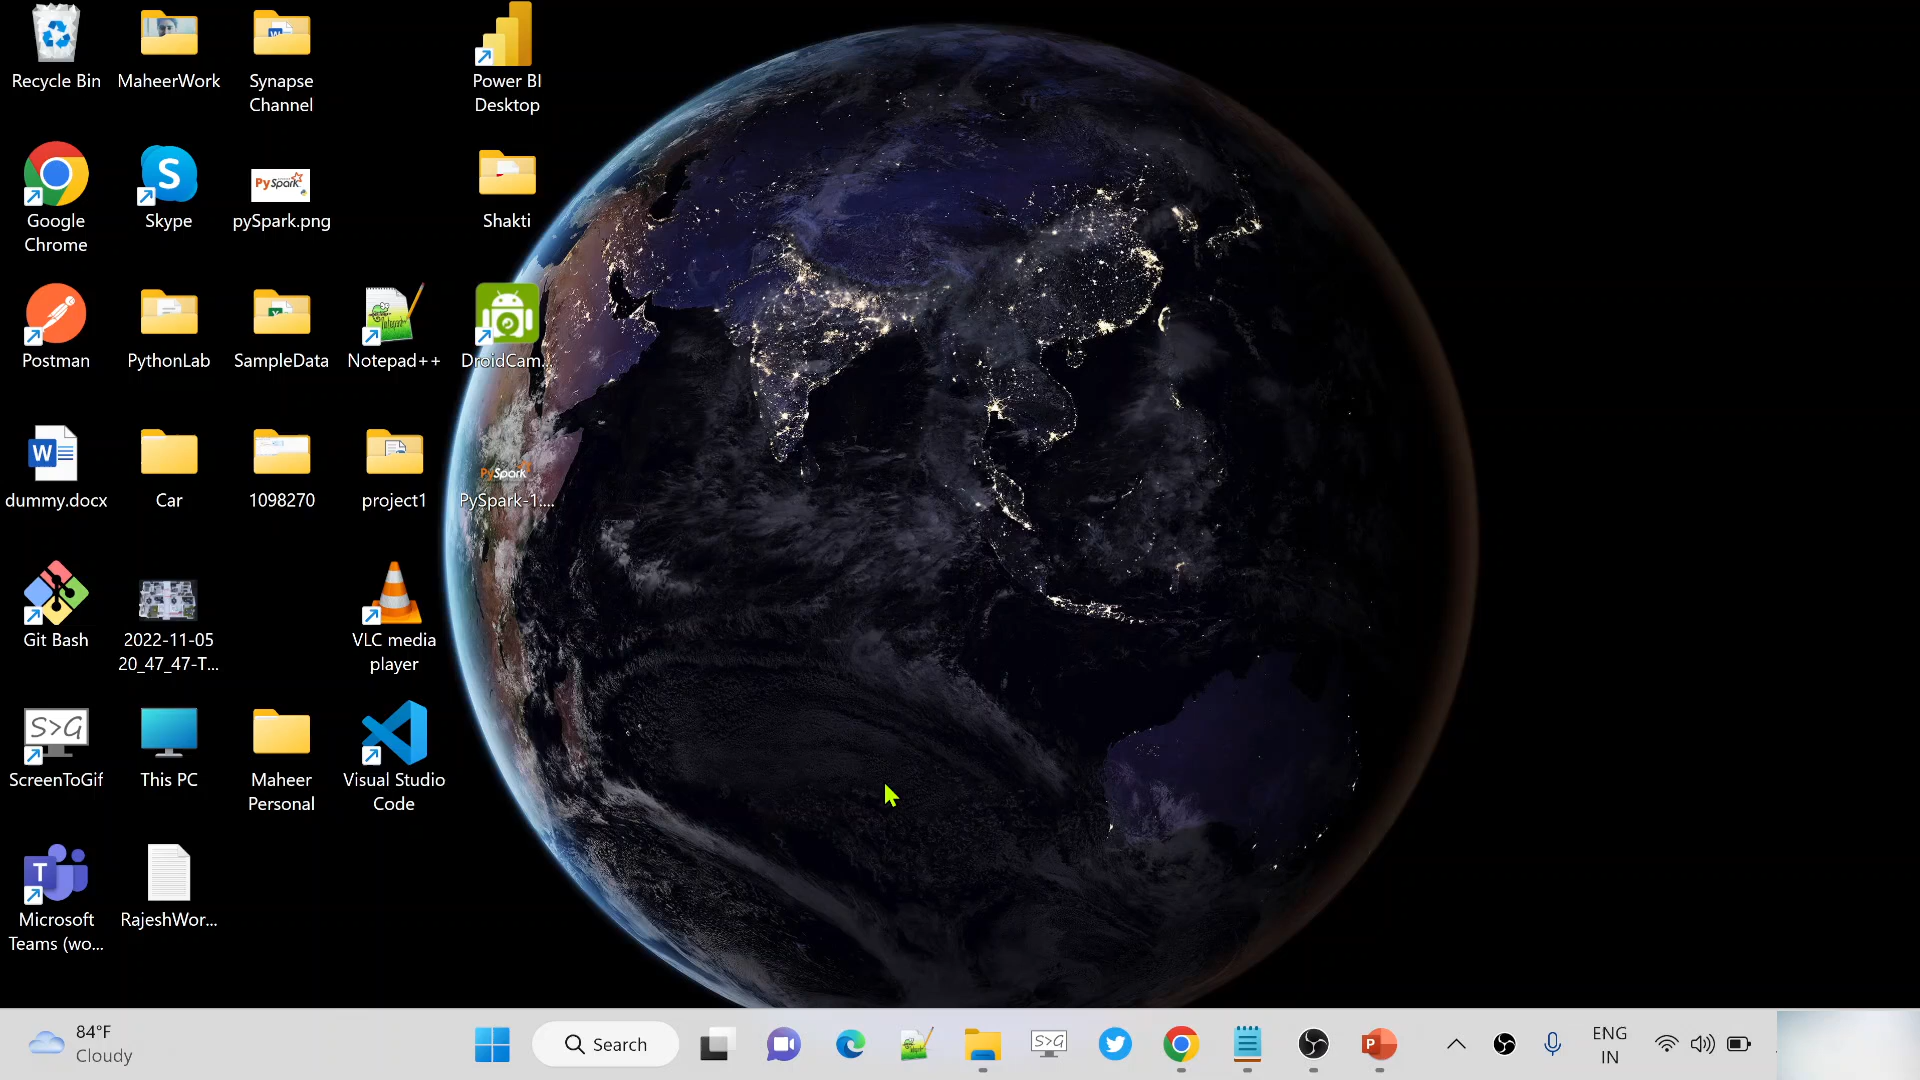 Recycle Bin
MaheerWork
Synapse
Channel
Power BI
Desktop
Google
Chrome
S
Skype
PySpark
pySpark.png
Shakti
Postman
PythonLab
SampleData
Notepad++
DroidCam...
W
dummy.docx
Car
1098270
project1
PySpark
PySpark-1....
Git Bash
2022-11-05
20_47_47-T...
VLC media
player
S>G
ScreenToGif
This PC
Maheer
Personal
Visual Studio
Code
T
Microsoft
Teams (wo...
RajeshWor...
84°F
Cloudy
Search
S>G
P
ENG
IN